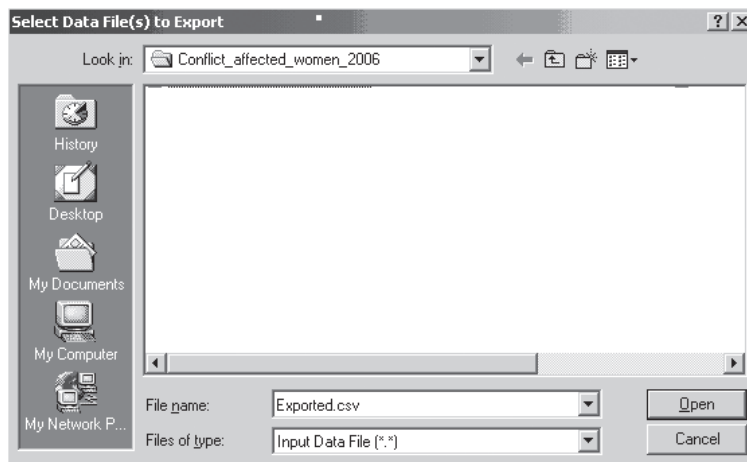 Select Data File(s) to Export
Look in: Conflict_affected_women_2006
History
Desktop
My Documents
My Computer
My Network P...
File name: Exported.csv Open
Files of type: Input Data File (*.*) Cancel